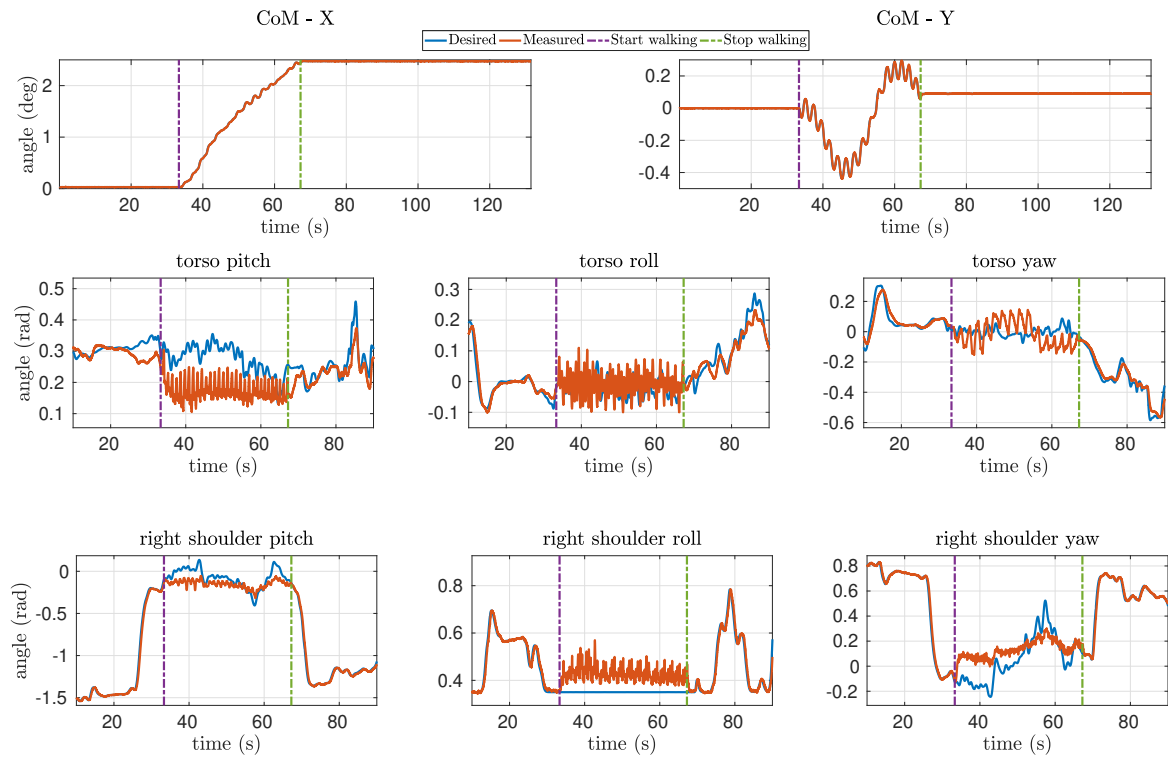 CoM - X
CoM - Y
Desired Measured Start walking Stop walking
angle (deg)
2
1
0
20 40 60 80 100 120
time (s)
0.2
0
-0.2
-0.4
20 40 60 80 100 120
time (s)
torso pitch
torso roll
torso yaw
angle (rad)
0.5
0.4
0.3
0.2
0.1
20 40 60 80
time (s)
0.3
0.2
0.1
0
-0.1
20 40 60 80
time (s)
0.2
0
-0.2
-0.4
-0.6
20 40 60 80
time (s)
right shoulder pitch
right shoulder roll
right shoulder yaw
angle (rad)
0
-0.5
-1
-1.5
20 40 60 80
time (s)
0.8
0.6
0.4
20 40 60 80
time (s)
0.8
0.6
0.4
0.2
0
-0.2
20 40 60 80
time (s)